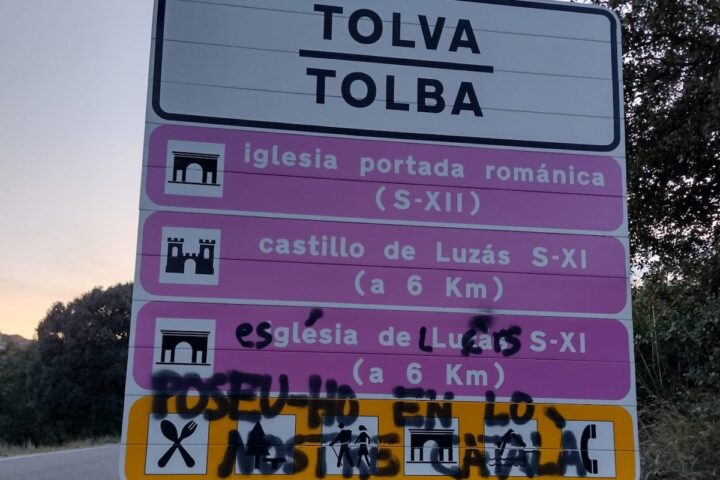 TOLVA
TOLBA
iglesia portada románica
(S-XII)
castillo de Luzás S-XI
(a 6 Km)
església de Luzás S-XI
(a 6 Km)
POSEU-HO EN LO
NOSTRE CATALÀ